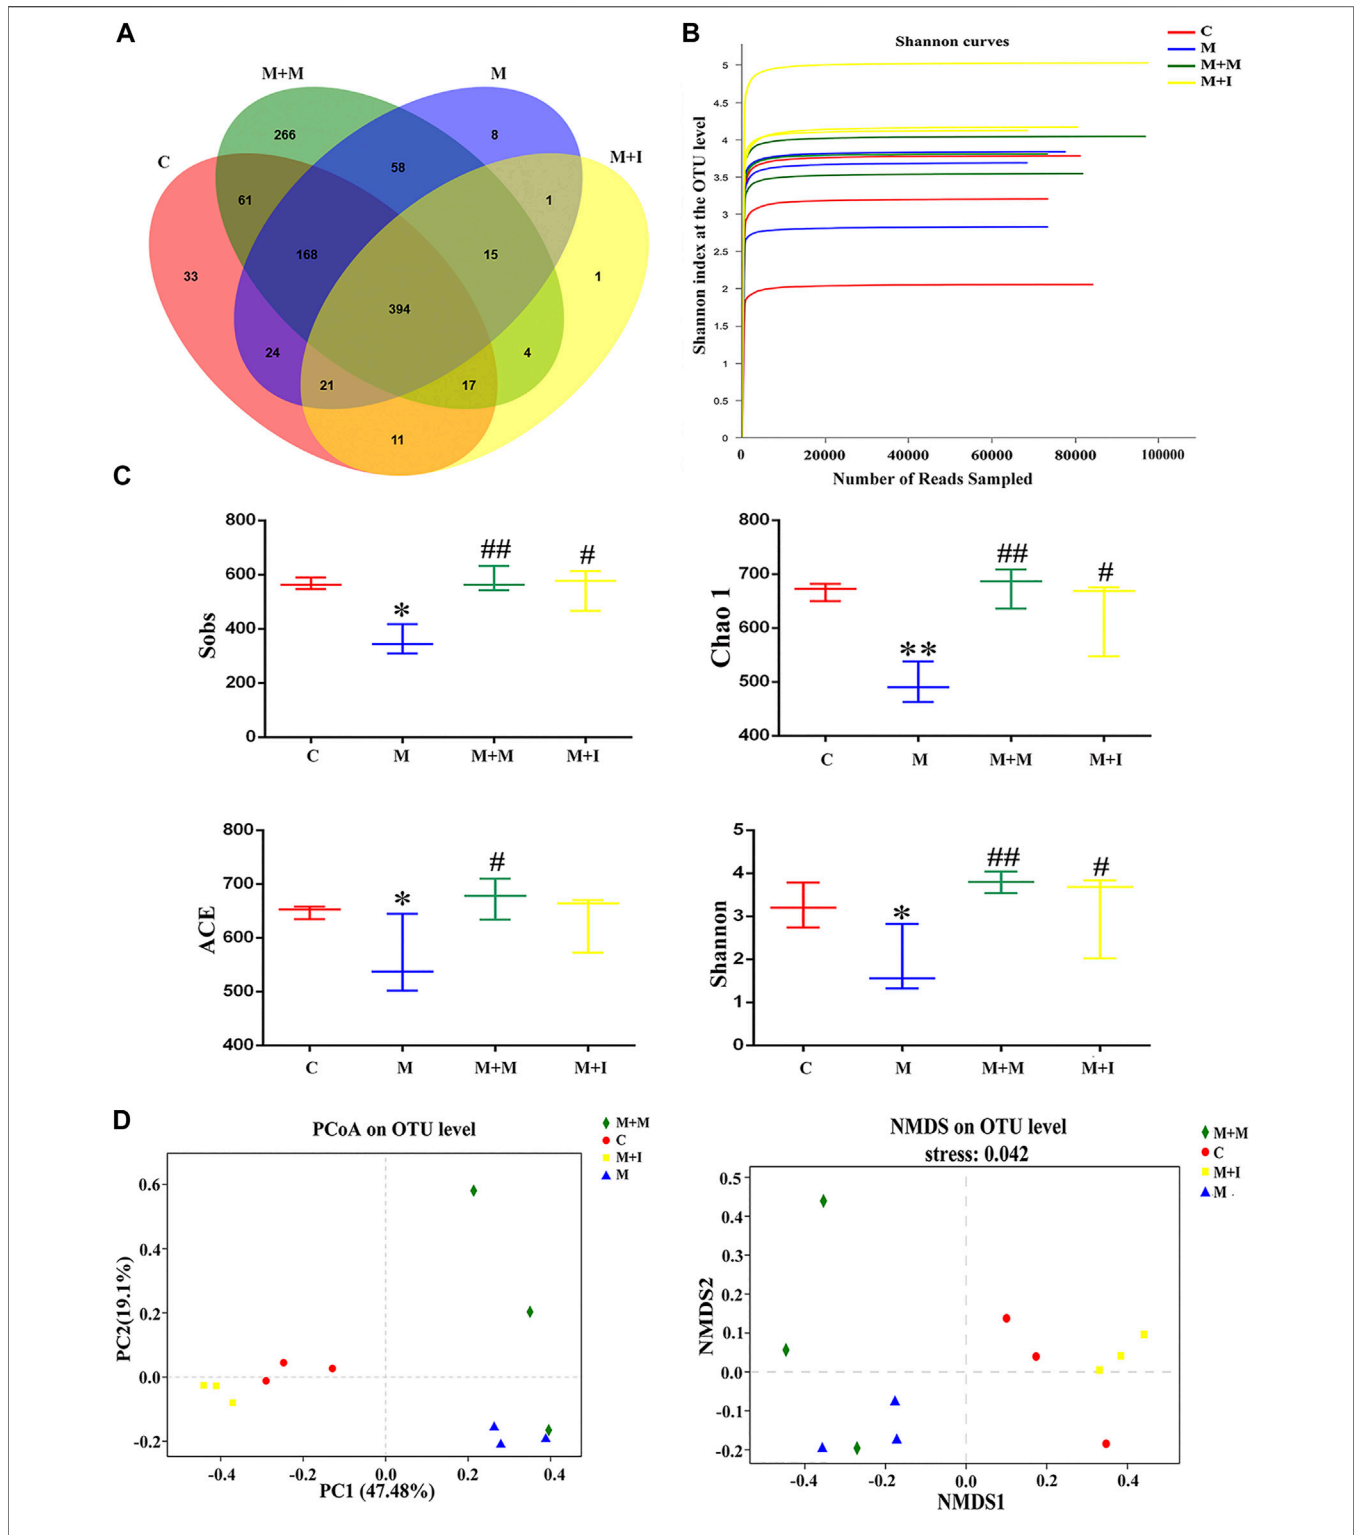 A
M+M
M
C
M+I
266
8
58
61
1
168
15
33
1
394
24
4
21
17
11
B
Shannon curves
C
M
M+M
M+I
Shannon index at the OTU level
5
4.5
4
3.5
3
2.5
2
1.5
1
0.5
0
0
20000
40000
60000
80000
100000
Number of Reads Sampled
C
Sobs
800
600
400
200
0
*
##
#
C
M
M+M
M+I
Chao 1
800
700
600
500
400
**
##
#
C
M
M+M
M+I
ACE
800
700
600
500
400
*
#
C
M
M+M
M+I
Shannon
5
4
3
2
1
0
*
##
#
C
M
M+M
M+I
D
PCoA on OTU level
M+M
C
M+I
M
PC2(19.1%)
0.6
0.4
0.2
0.0
-0.2
-0.4
-0.2
0.0
0.2
0.4
PC1 (47.48%)
NMDS on OTU level
stress: 0.042
M+M
C
M+I
M
NMDS2
0.5
0.4
0.3
0.2
0.1
0.0
-0.1
-0.2
-0.4
-0.2
0.0
0.2
0.4
NMDS1